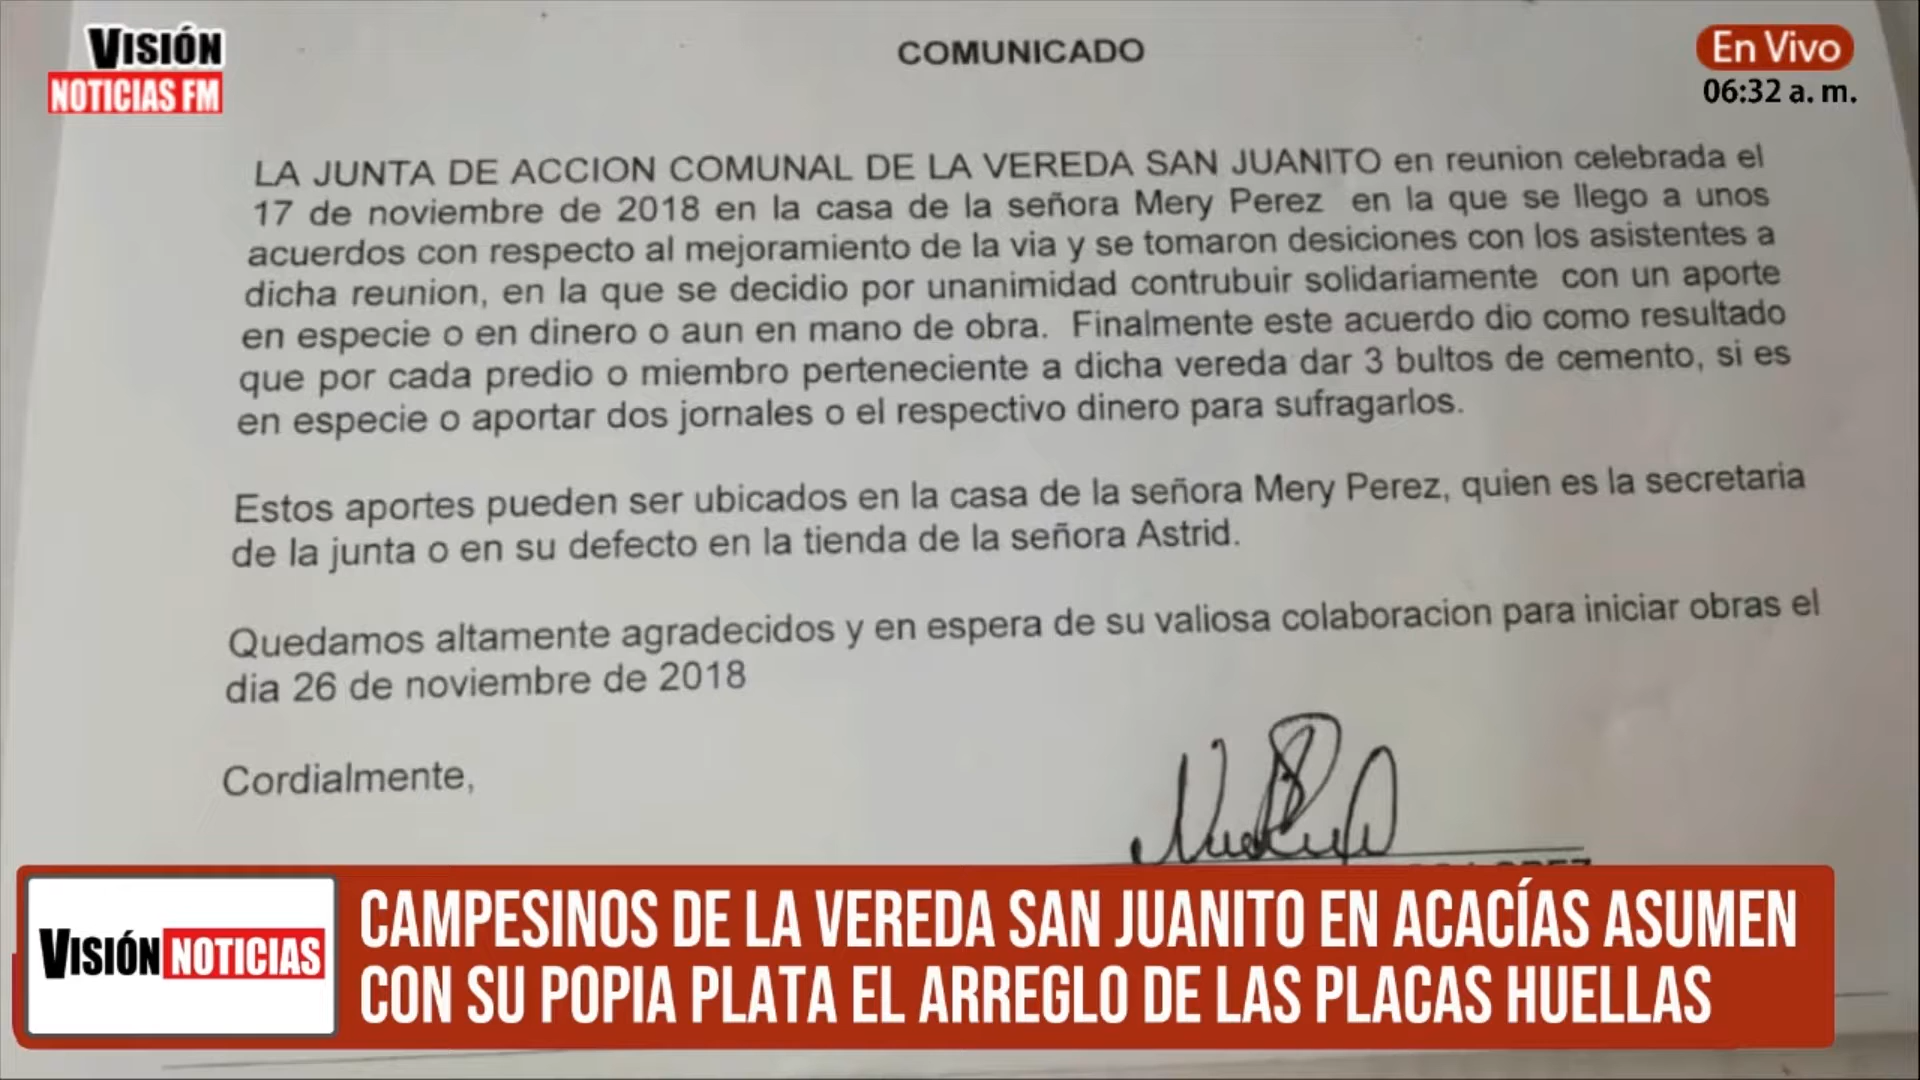 VISIÓN
NOTICIAS FM
COMUNICADO
En Vivo
06:32 a. m.
LA JUNTA DE ACCION COMUNAL DE LA VEREDA SAN JUANITO en reunion celebrada el
17 de noviembre de 2018 en la casa de la señora Mery Perez en la que se llego a unos
acuerdos con respecto al mejoramiento de la via y se tomaron desiciones con los asistentes a
dicha reunion, en la que se decidio por unanimidad contrubuir solidariamente con un aporte
en especie o en dinero o aun en mano de obra. Finalmente este acuerdo dio como resultado
que por cada predio o miembro perteneciente a dicha vereda dar 3 bultos de cemento, si es
en especie o aportar dos jornales o el respectivo dinero para sufragarlos.
Estos aportes pueden ser ubicados en la casa de la señora Mery Perez, quien es la secretaria
de la junta o en su defecto en la tienda de la señora Astrid.
Quedamos altamente agradecidos y en espera de su valiosa colaboracion para iniciar obras el
dia 26 de noviembre de 2018
Cordialmente,
VISIÓN NOTICIAS
CAMPESINOS DE LA VEREDA SAN JUANITO EN ACACÍAS ASUMEN
CON SU POPIA PLATA EL ARREGLO DE LAS PLACAS HUELLAS